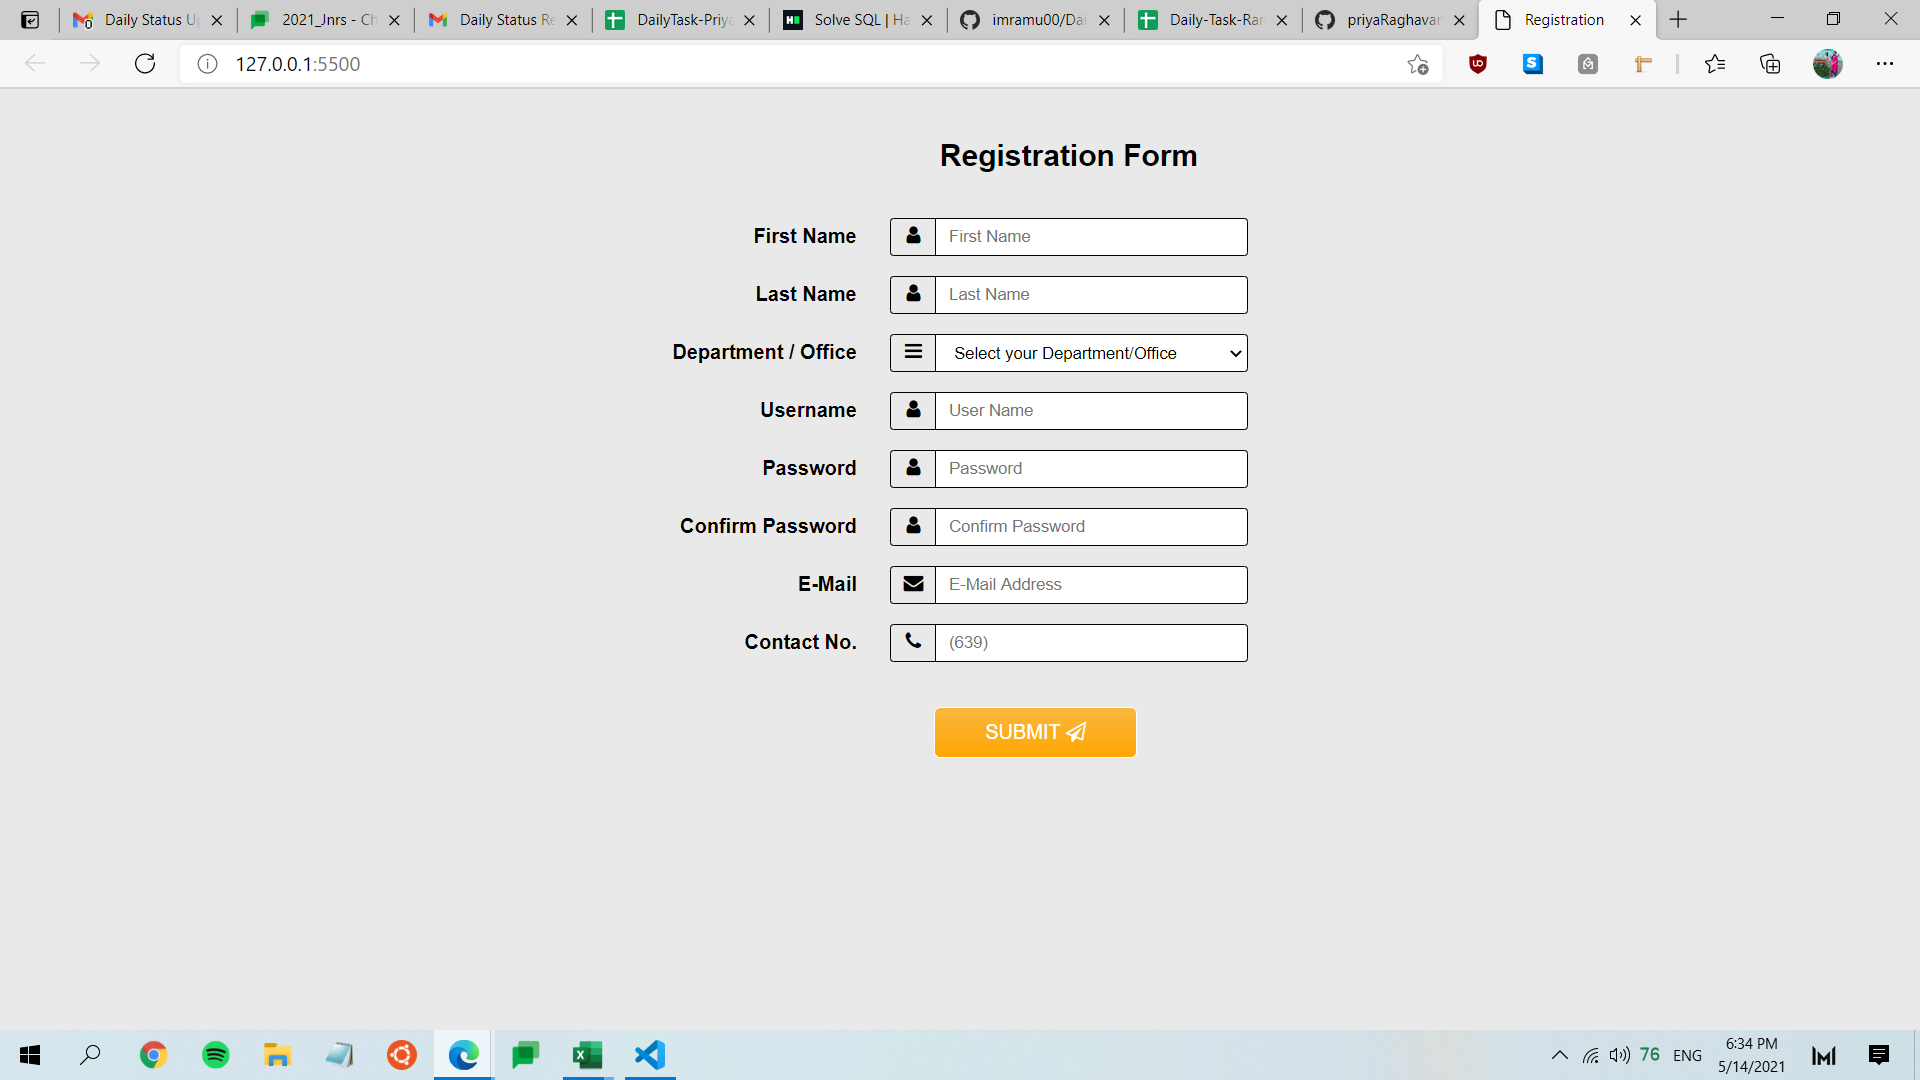 Daily Status Up
2021_Jnrs - Ch
Daily Status Re
DailyTask-Priya
Solve SQL | Ha
imramu00/Dai
Daily-Task-Ran
priyaRaghavan
Registration
127.0.0.1:5500
Registration Form
First Name
First Name
Last Name
Last Name
Department / Office
Select your Department/Office
Username
User Name
Password
Password
Confirm Password
Confirm Password
E-Mail
E-Mail Address
Contact No.
(639)
SUBMIT
76
ENG
6:34 PM
5/14/2021